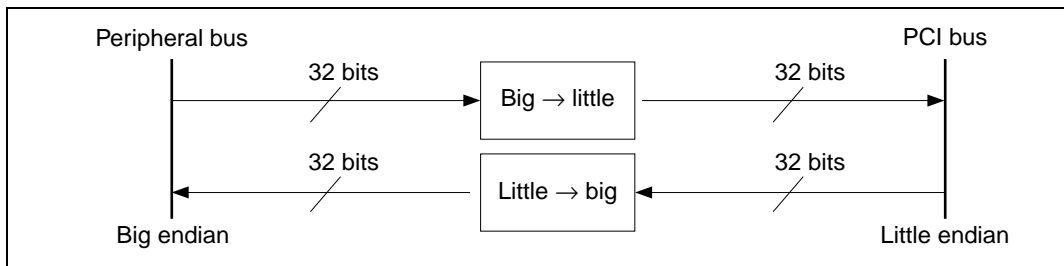 Peripheral bus
PCI bus
32 bits
32 bits
Big → little
32 bits
32 bits
Little → big
Big endian
Little endian